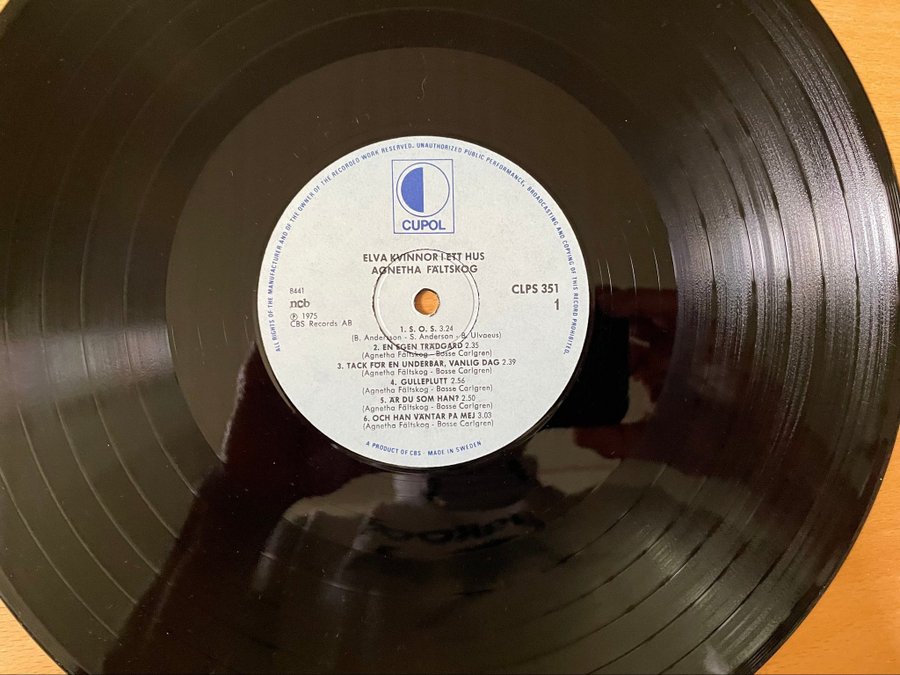 ALL RIGHTS OF THE MANUFACTURER AND OF THE OWNER OF THE RECORDED WORK RESERVED. UNAUTHORIZED PUBLIC PERFORMANCE, BROADCASTING AND COPYING OF THIS RECORD PROHIBITED.
CUPOL
ELVA KVINNOR I ETT HUS
AGNETHA FÄLTSKOG
8441
ncb
℗ 1975
CBS Records AB
CLPS 351
1
1. S. O. S. 3.24
(B. Andersson - S. Anderson - B. Ulvaeus)
2. EN EGEN TRÄDGÅRD 2.35
(Agnetha Fältskog - Bosse Carlgren)
3. TACK FÖR EN UNDERBAR, VANLIG DAG 2.39
(Agnetha Fältskog - Bosse Carlgren)
4. GULLEPLUTT 2.56
(Agnetha Fältskog - Bosse Carlgren)
5. ÄR DU SOM HAN? 2.50
(Agnetha Fältskog - Bosse Carlgren)
6. OCH HAN VÄNTAR PÅ MEJ 3.03
(Agnetha Fältskog - Bosse Carlgren)
A PRODUCT OF CBS - MADE IN SWEDEN